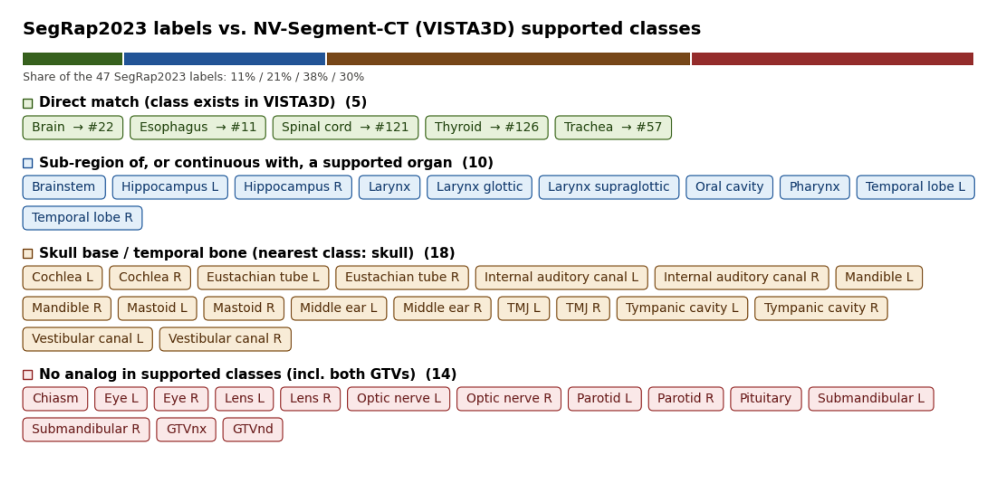 SegRap2023 labels vs. NV-Segment-CT (VISTA3D) supported classes
Share of the 47 SegRap2023 labels: 11% / 21% / 38% / 30%
Direct match (class exists in VISTA3D) (5)
Brain → #22 Esophagus → #11 Spinal cord → #121 Thyroid → #126 Trachea → #57
Sub-region of, or continuous with, a supported organ (10)
Brainstem Hippocampus L Hippocampus R Larynx Larynx glottic Larynx supraglottic Oral cavity Pharynx Temporal lobe L
Temporal lobe R
Skull base / temporal bone (nearest class: skull) (18)
Cochlea L Cochlea R Eustachian tube L Eustachian tube R Internal auditory canal L Internal auditory canal R Mandible L
Mandible R Mastoid L Mastoid R Middle ear L Middle ear R TMJ L TMJ R Tympanic cavity L Tympanic cavity R
Vestibular canal L Vestibular canal R
No analog in supported classes (incl. both GTVs) (14)
Chiasm Eye L Eye R Lens L Lens R Optic nerve L Optic nerve R Parotid L Parotid R Pituitary Submandibular L
Submandibular R GTVnx GTVnd